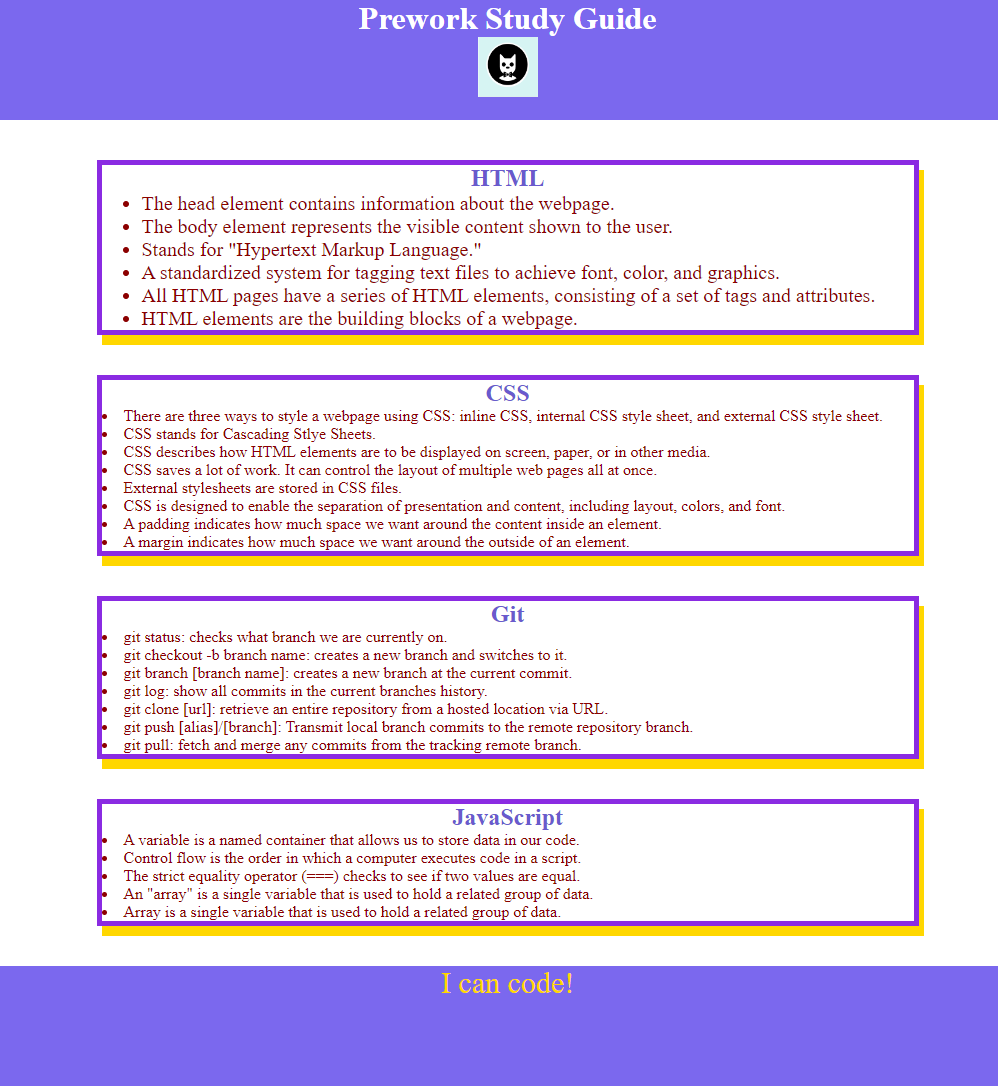 Prework Study Guide
HTML
• The head element contains information about the webpage.
• The body element represents the visible content shown to the user.
• Stands for "Hypertext Markup Language."
• A standardized system for tagging text files to achieve font, color, and graphics.
• All HTML pages have a series of HTML elements, consisting of a set of tags and attributes.
• HTML elements are the building blocks of a webpage.
CSS
• There are three ways to style a webpage using CSS: inline CSS, internal CSS style sheet, and external CSS style sheet.
• CSS stands for Cascading Stlye Sheets.
• CSS describes how HTML elements are to be displayed on screen, paper, or in other media.
• CSS saves a lot of work. It can control the layout of multiple web pages all at once.
• External stylesheets are stored in CSS files.
• CSS is designed to enable the separation of presentation and content, including layout, colors, and font.
• A padding indicates how much space we want around the content inside an element.
• A margin indicates how much space we want around the outside of an element.
Git
• git status: checks what branch we are currently on.
• git checkout -b branch name: creates a new branch and switches to it.
• git branch [branch name]: creates a new branch at the current commit.
• git log: show all commits in the current branches history.
• git clone [url]: retrieve an entire repository from a hosted location via URL.
• git push [alias]/[branch]: Transmit local branch commits to the remote repository branch.
• git pull: fetch and merge any commits from the tracking remote branch.
JavaScript
• A variable is a named container that allows us to store data in our code.
• Control flow is the order in which a computer executes code in a script.
• The strict equality operator (===) checks to see if two values are equal.
• An "array" is a single variable that is used to hold a related group of data.
• Array is a single variable that is used to hold a related group of data.
I can code!